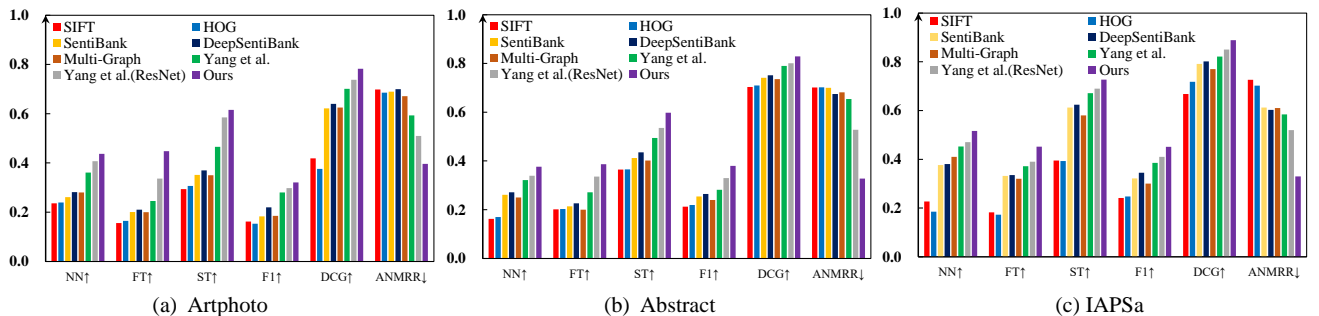 1.0
0.8
0.6
0.4
0.2
0.0
SIFT HOG
SentiBank DeepSentiBank
Multi-Graph Yang et al.
Yang et al.(ResNet) Ours
NN↑ FT↑ ST↑ F1↑ DCG↑ ANMRR↓
(a) Artphoto
1.0
0.8
0.6
0.4
0.2
0.0
SIFT HOG
SentiBank DeepSentiBank
Multi-Graph Yang et al.
Yang et al.(ResNet) Ours
NN↑ FT↑ ST↑ F1↑ DCG↑ ANMRR↓
(b) Abstract
1.0
0.8
0.6
0.4
0.2
0.0
SIFT HOG
SentiBank DeepSentiBank
Multi-Graph Yang et al.
Yang et al.(ResNet) Ours
NN↑ FT↑ ST↑ F1↑ DCG↑ ANMRR↓
(c) IAPSa